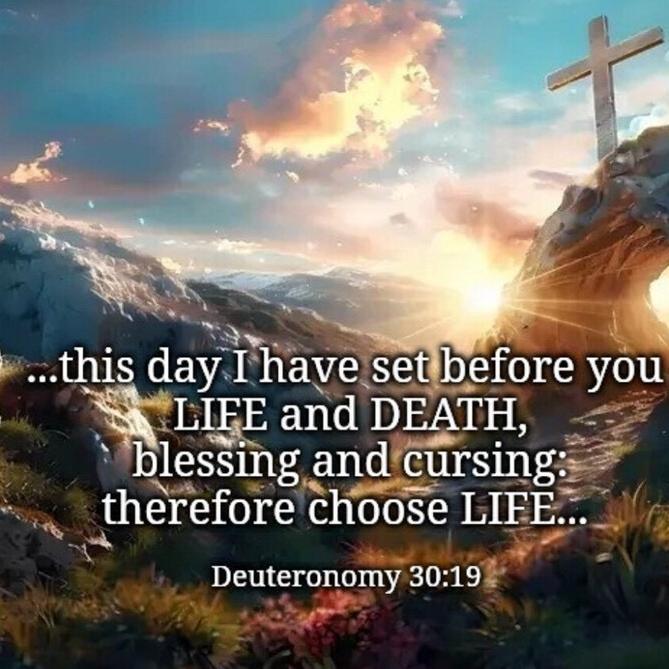 ...this day I have set before you
LIFE and DEATH,
blessing and cursing:
therefore choose LIFE...
Deuteronomy 30:19